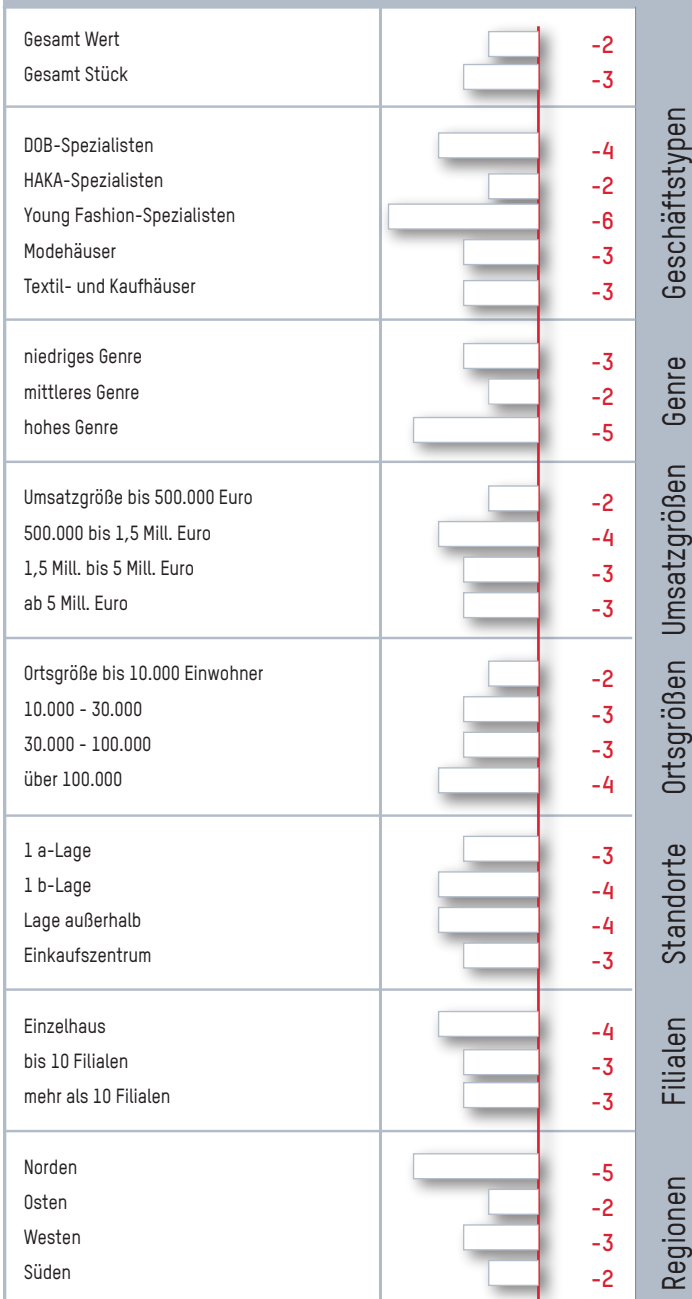 Gesamt Wert -2
Gesamt Stück -3
Geschäftstypen
DOB-Spezialisten -4
HAKA-Spezialisten -2
Young Fashion-Spezialisten -6
Modehäuser -3
Textil- und Kaufhäuser -3
Genre
niedriges Genre -3
mittleres Genre -2
hohes Genre -5
Umsatzgrößen
Umsatzgröße bis 500.000 Euro -2
500.000 bis 1,5 Mill. Euro -4
1,5 Mill. bis 5 Mill. Euro -3
ab 5 Mill. Euro -3
Ortsgrößen
Ortsgröße bis 10.000 Einwohner -2
10.000 - 30.000 -3
30.000 - 100.000 -3
über 100.000 -4
Standorte
1 a-Lage -3
1 b-Lage -4
Lage außerhalb -4
Einkaufszentrum -3
Filialen
Einzelhaus -4
bis 10 Filialen -3
mehr als 10 Filialen -3
Regionen
Norden -5
Osten -2
Westen -3
Süden -2